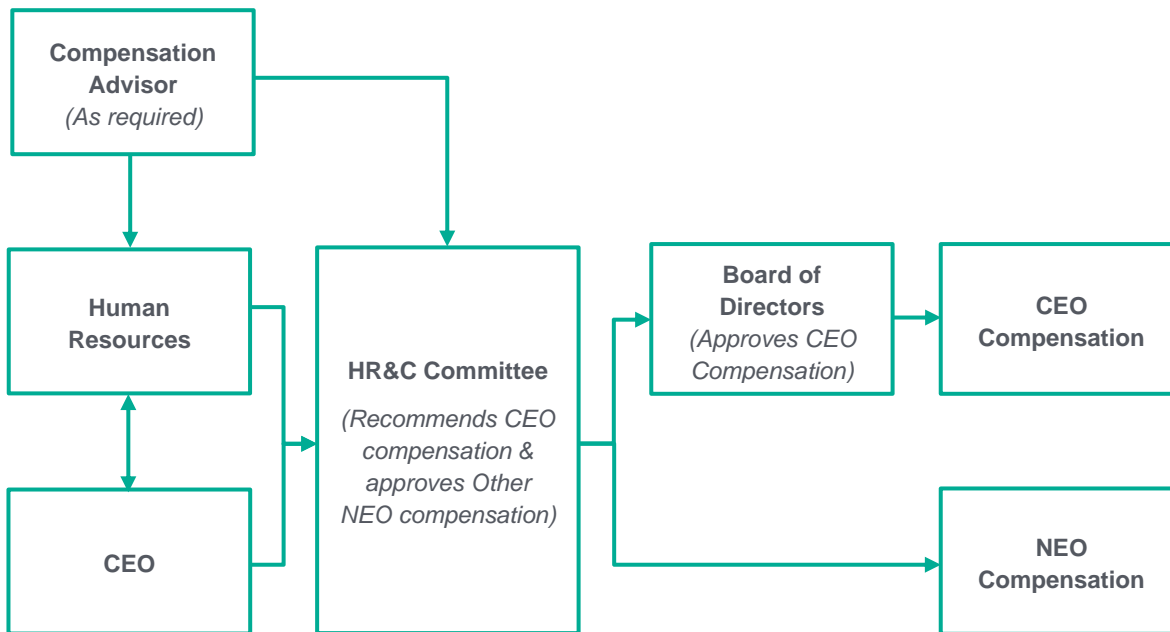 Compensation
Advisor
(As required)
Human
Resources
CEO
HR&C Committee
(Recommends CEO
compensation &
approves Other
NEO compensation)
Board of
Directors
(Approves CEO
Compensation)
CEO
Compensation
NEO
Compensation